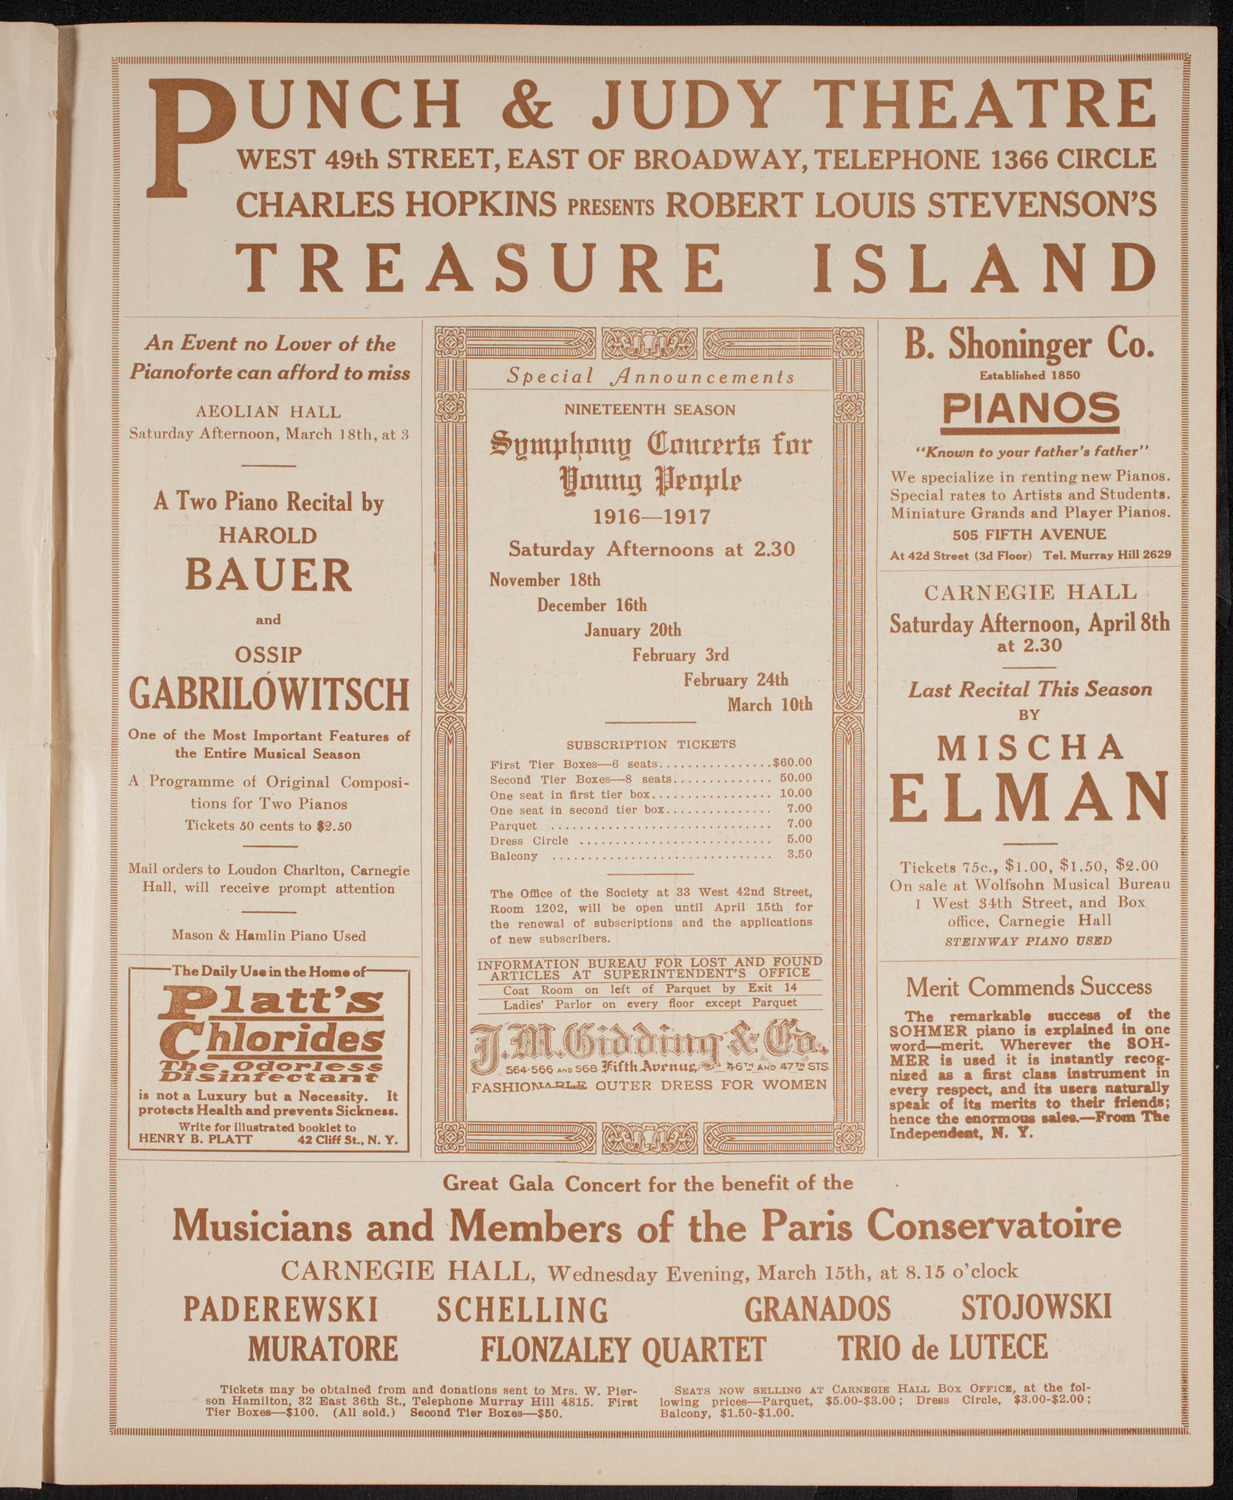 PUNCH & JUDY THEATRE
WEST 49th STREET, EAST OF BROADWAY, TELEPHONE 1366 CIRCLE
CHARLES HOPKINS PRESENTS ROBERT LOUIS STEVENSON'S
TREASURE ISLAND
An Event no Lover of the
Pianoforte can afford to miss
AEOLIAN HALL
Saturday Afternoon, March 18th, at 3
A Two Piano Recital by
HAROLD
BAUER
and
OSSIP
GABRILÓWITSCH
One of the Most Important Features of
the Entire Musical Season
A Programme of Original Composi-
tions for Two Pianos
Tickets 50 cents to $2.50
Mail orders to Loudon Charlton, Carnegie
Hall, will receive prompt attention
Mason & Hamlin Piano Used
The Daily Use in the Home of
Platt's
Chlorides
The Odorless
Disinfectant
is not a Luxury but a Necessity. It
protects Health and prevents Sickness.
Write for illustrated booklet to
HENRY B. PLATT 42 Cliff St., N. Y.
Special Announcements
NINETEENTH SEASON
Symphony Concerts for
Young People
1916—1917
Saturday Afternoons at 2.30
November 18th
December 16th
January 20th
February 3rd
February 24th
March 10th
SUBSCRIPTION TICKETS
First Tier Boxes—6 seats................$60.00
Second Tier Boxes—8 seats.............. 50.00
One seat in first tier box................. 10.00
One seat in second tier box............... 7.00
Parquet ............................... 7.00
Dress Circle ........................... 5.00
Balcony ............................... 3.50
The Office of the Society at 33 West 42nd Street,
Room 1202, will be open until April 15th for
the renewal of subscriptions and the applications
of new subscribers.
INFORMATION BUREAU FOR LOST AND FOUND
ARTICLES AT SUPERINTENDENT'S OFFICE
Coat Room on left of Parquet by Exit 14
Ladies' Parlor on every floor except Parquet
J. M. Gidding & Co.
564-566 AND 568 Fifth Avenue, 46TH AND 47TH STS.
FASHIONABLE OUTER DRESS FOR WOMEN
B. Shoninger Co.
Established 1850
PIANOS
"Known to your father's father"
We specialize in renting new Pianos.
Special rates to Artists and Students.
Miniature Grands and Player Pianos.
505 FIFTH AVENUE
At 42d Street (3d Floor) Tel. Murray Hill 2629
CARNEGIE HALL
Saturday Afternoon, April 8th
at 2.30
Last Recital This Season
BY
MISCHA
ELMAN
Tickets 75c., $1.00, $1.50, $2.00
On sale at Wolfsohn Musical Bureau
1 West 34th Street, and Box
office, Carnegie Hall
STEINWAY PIANO USED
Merit Commends Success
The remarkable success of the
SOHMER piano is explained in one
word—merit. Wherever the SOH-
MER is used it is instantly recog-
nized as a first class instrument in
every respect, and its users naturally
speak of its merits to their friends;
hence the enormous sales.—From The
Independent, N. Y.
Great Gala Concert for the benefit of the
Musicians and Members of the Paris Conservatoire
CARNEGIE HALL, Wednesday Evening, March 15th, at 8.15 o'clock
PADEREWSKI SCHELLING GRANADOS STOJOWSKI
MURATORE FLONZALEY QUARTET TRIO de LUTECE
Tickets may be obtained from and donations sent to Mrs. W. Pier-
son Hamilton, 32 East 36th St., Telephone Murray Hill 4815. First
Tier Boxes—$100. (All sold.) Second Tier Boxes—$50.
SEATS NOW SELLING AT CARNEGIE HALL BOX OFFICE, at the fol-
lowing prices—Parquet, $5.00-$3.00; Dress Circle, $3.00-$2.00;
Balcony, $1.50-$1.00.